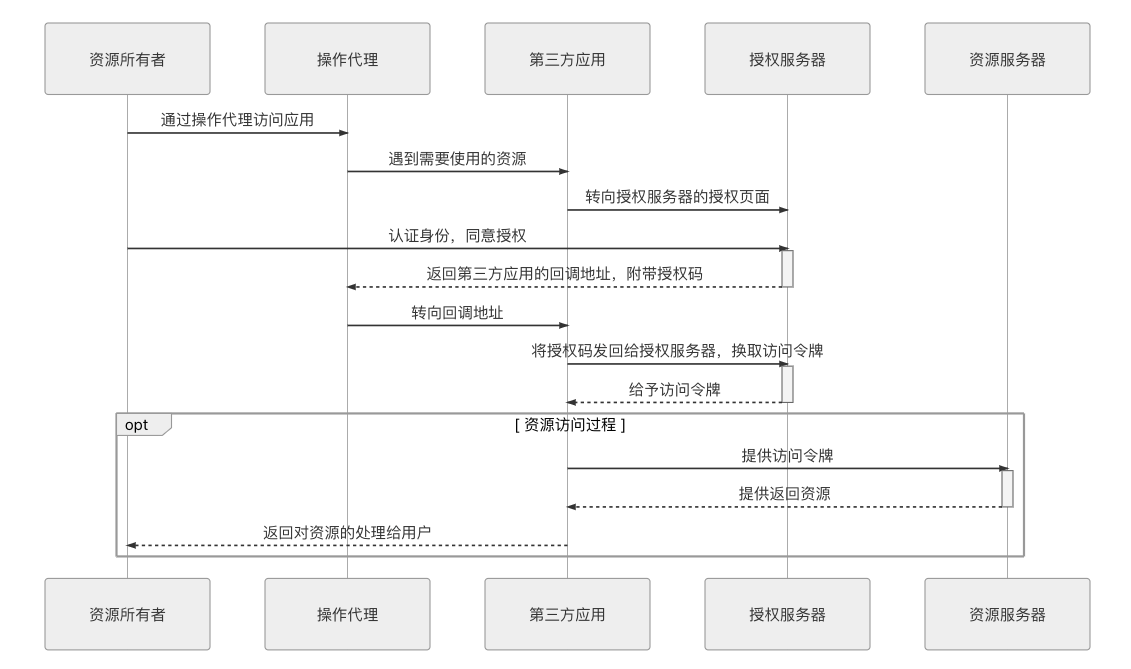 资源所有者
操作代理
第三方应用
授权服务器
资源服务器
通过操作代理访问应用
遇到需要使用的资源
转向授权服务器的授权页面
认证身份，同意授权
返回第三方应用的回调地址，附带授权码
转向回调地址
将授权码发回给授权服务器，换取访问令牌
给予访问令牌
opt
[ 资源访问过程 ]
提供访问令牌
提供返回资源
返回对资源的处理给用户
资源所有者
操作代理
第三方应用
授权服务器
资源服务器